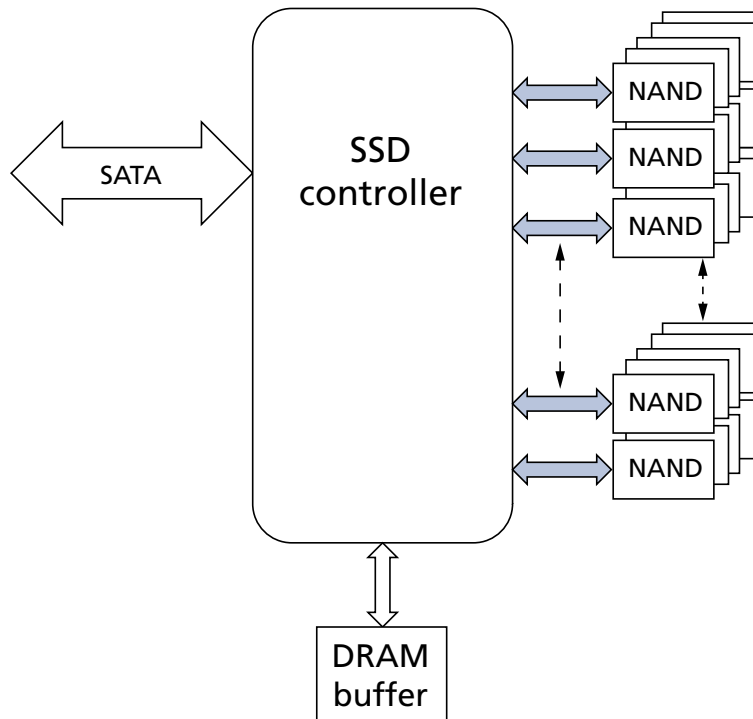 SATA
SSD
controller
NAND
NAND
NAND
NAND
NAND
DRAM
buffer